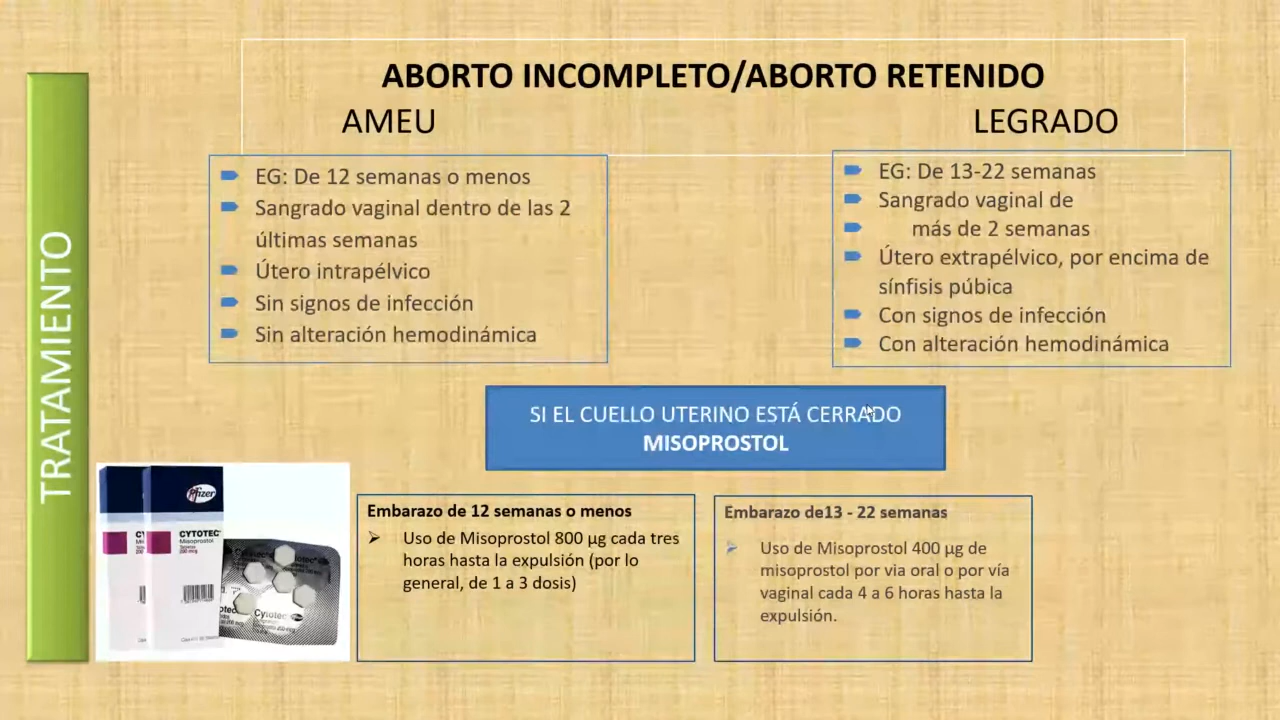 TRATAMIENTO
ABORTO INCOMPLETO/ABORTO RETENIDO
AMEU
LEGRADO
EG: De 12 semanas o menos
Sangrado vaginal dentro de las 2
últimas semanas
Útero intrapélvico
Sin signos de infección
Sin alteración hemodinámica
EG: De 13-22 semanas
Sangrado vaginal de
más de 2 semanas
Útero extrapélvico, por encima de
sínfisis púbica
Con signos de infección
Con alteración hemodinámica
SI EL CUELLO UTERINO ESTÁ CERRADO
MISOPROSTOL
Pfizer
CYTOTEC
Misoprostol
Cytotec
Embarazo de 12 semanas o menos
Uso de Misoprostol 800 µg cada tres
horas hasta la expulsión (por lo
general, de 1 a 3 dosis)
Embarazo de13 - 22 semanas
Uso de Misoprostol 400 µg de
misoprostol por via oral o por vía
vaginal cada 4 a 6 horas hasta la
expulsión.